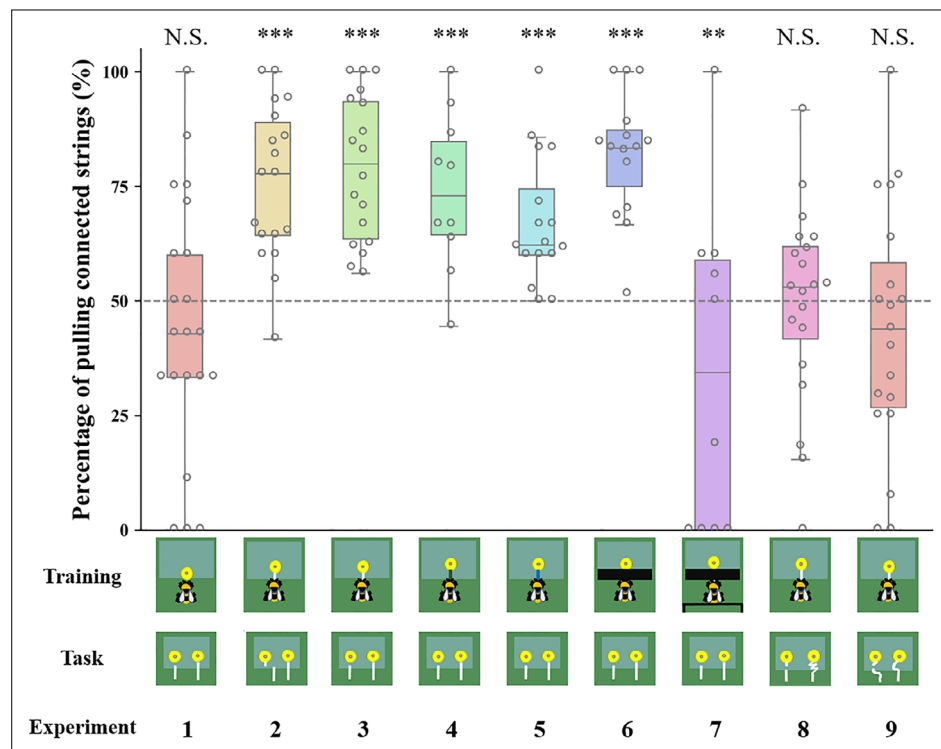 N.S. *** *** *** *** *** ** N.S. N.S.
Percentage of pulling connected strings (%)
100
75
50
25
0
Training
Task
Experiment 1 2 3 4 5 6 7 8 9